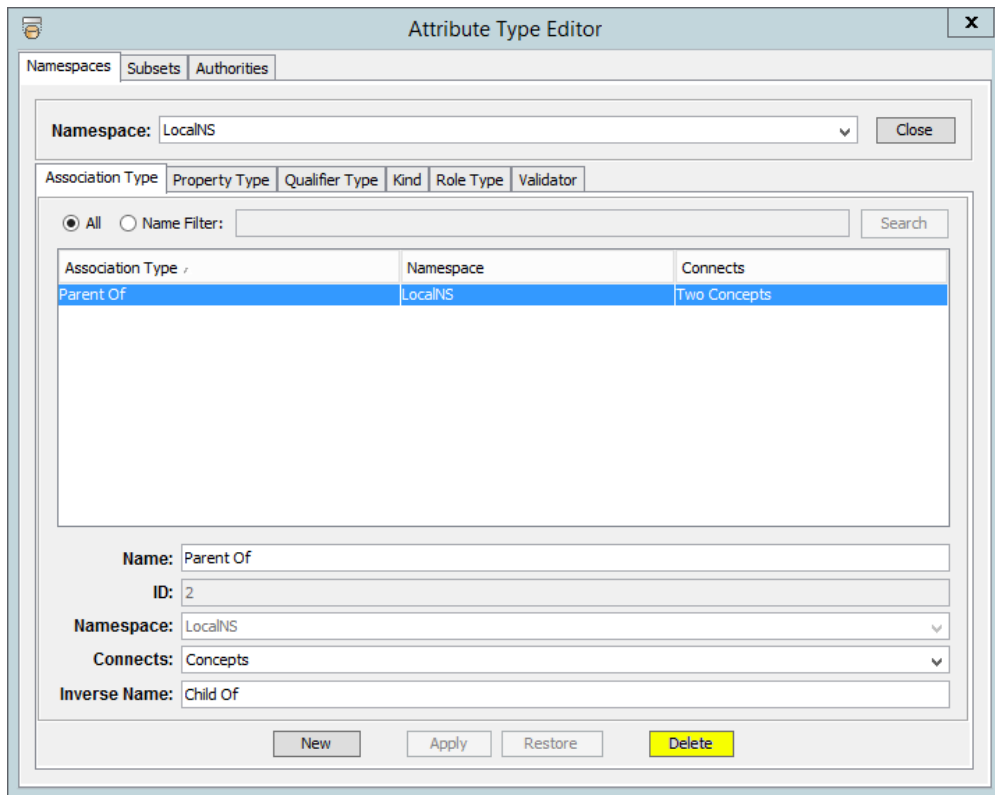 Attribute Type Editor
x
Namespaces Subsets Authorities
Namespace: LocalNS Close
Association Type Property Type Qualifier Type Kind Role Type Validator
All Name Filter: Search
Association Type Namespace Connects
Parent Of LocalNS Two Concepts
Name: Parent Of
ID: 2
Namespace: LocalNS
Connects: Concepts
Inverse Name: Child Of
New Apply Restore Delete